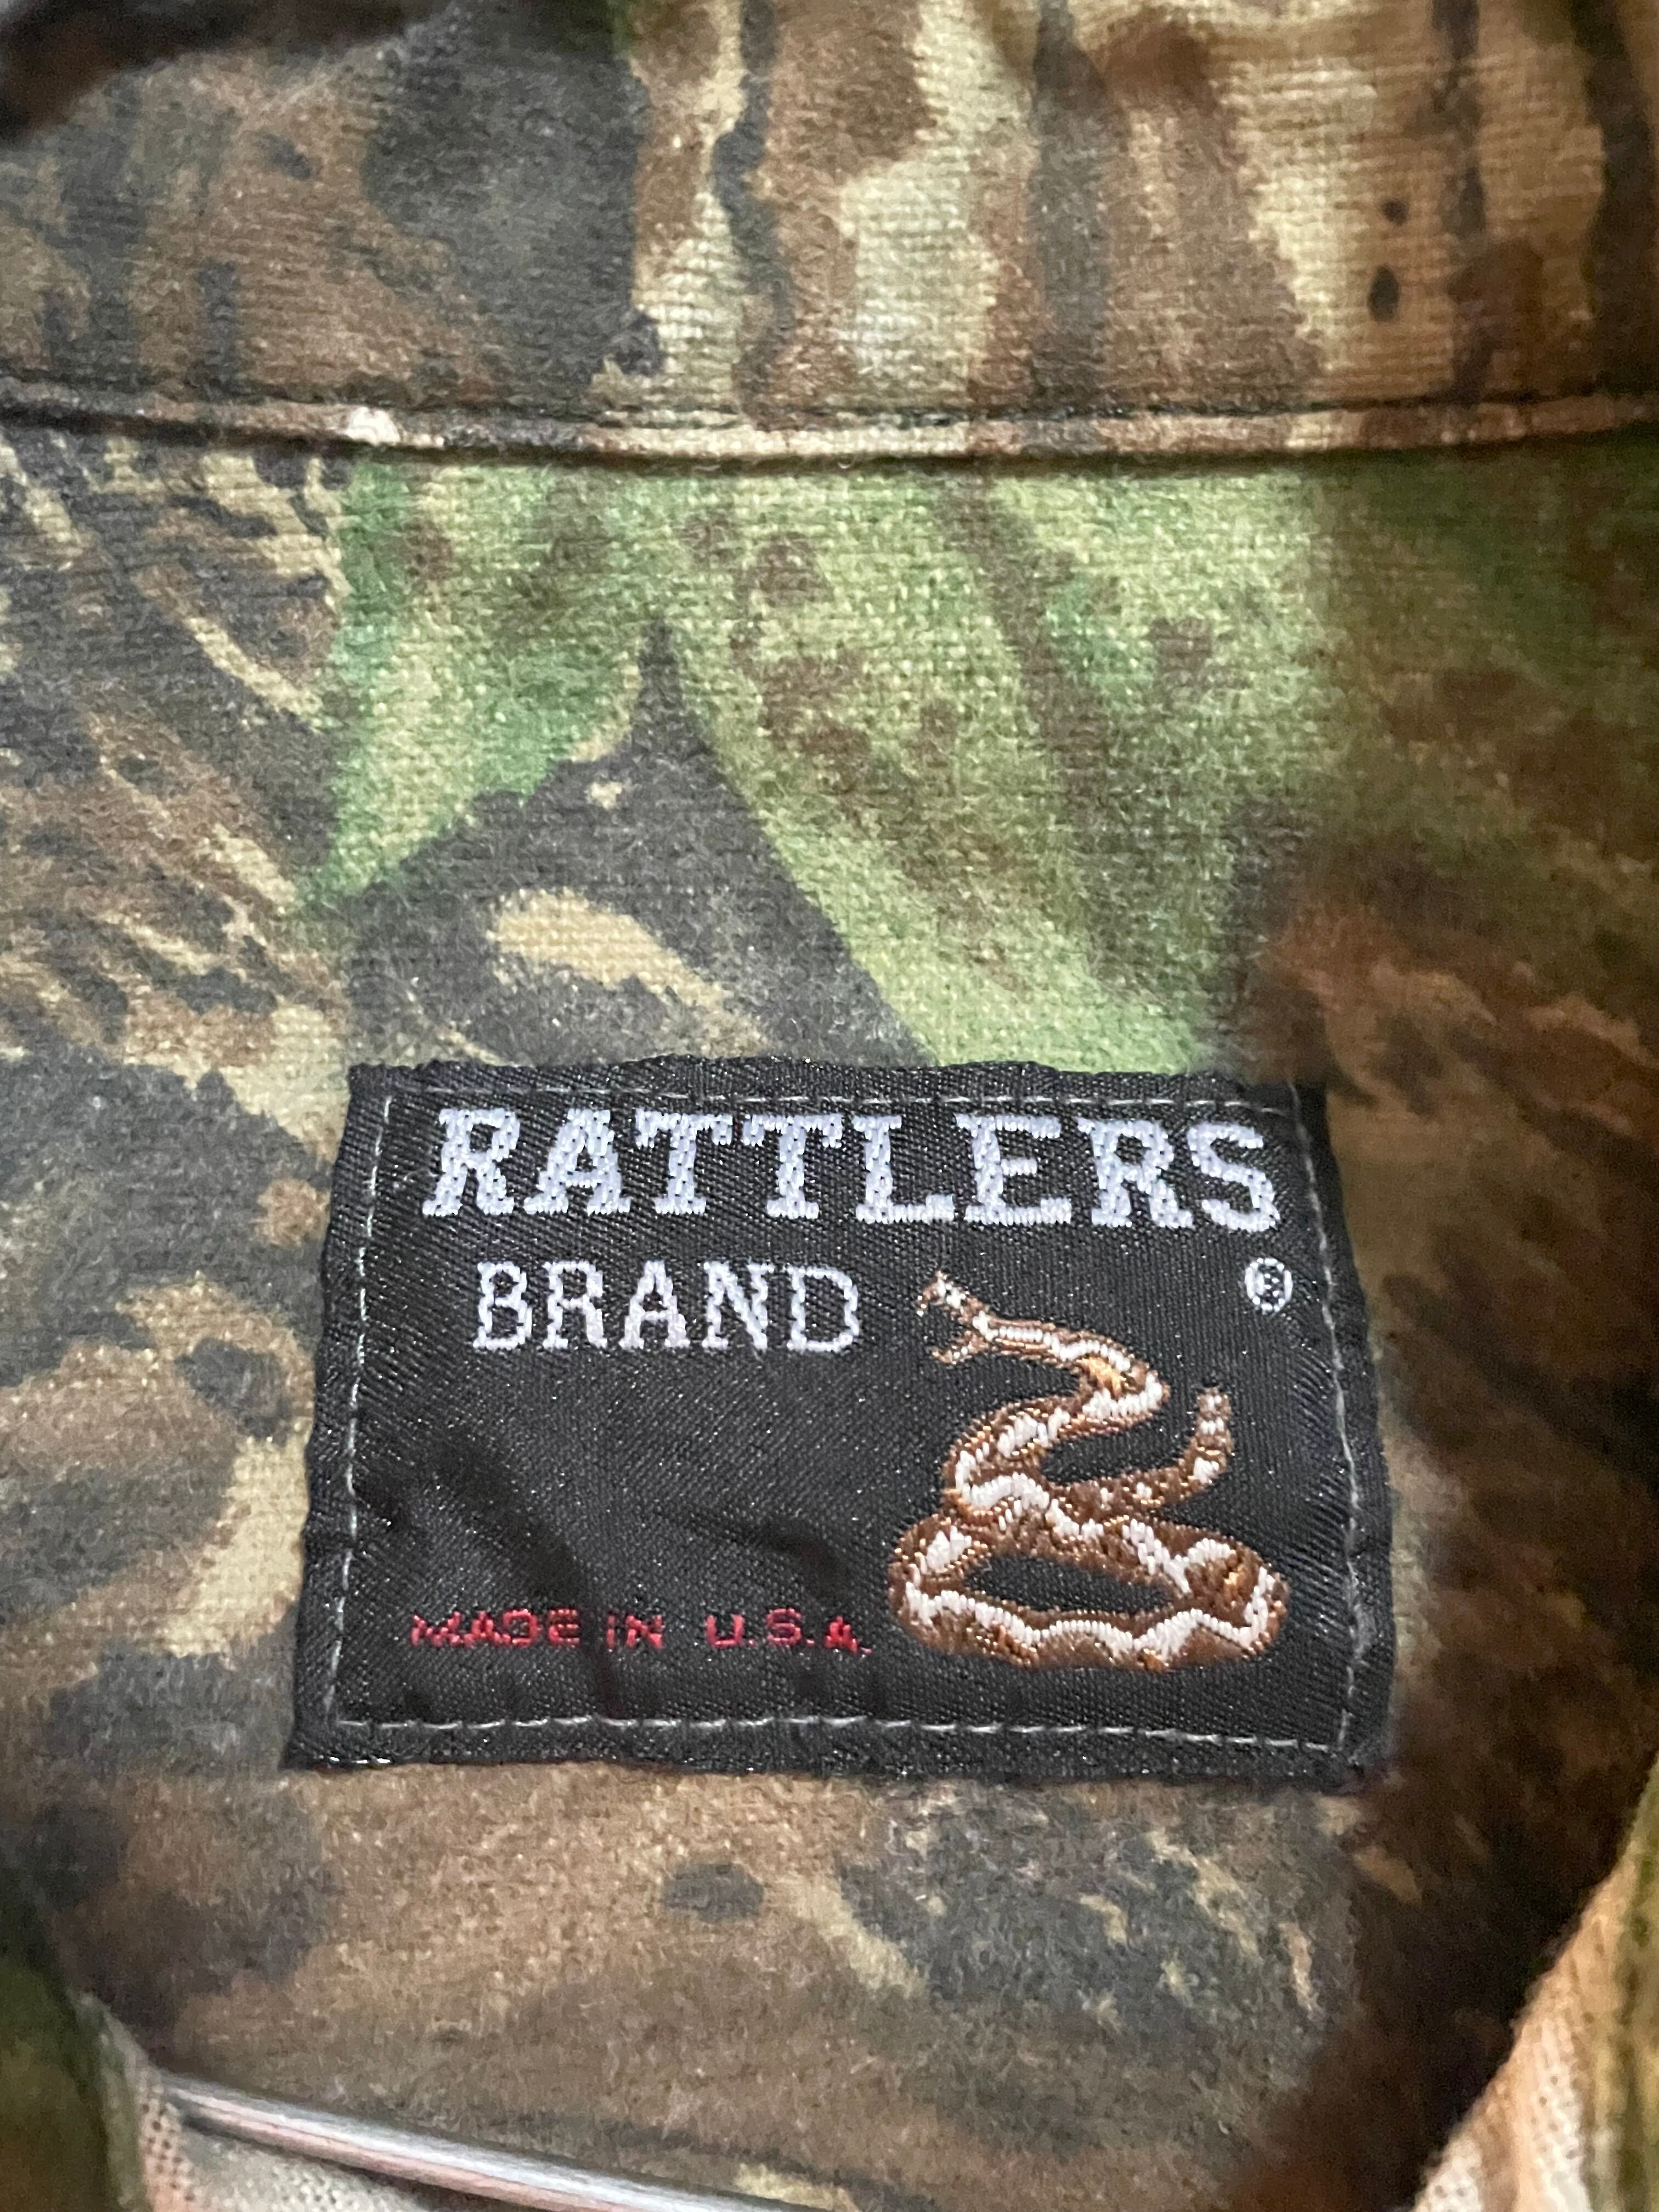 RATTLERS
BRAND ®
MADE IN U.S.A.